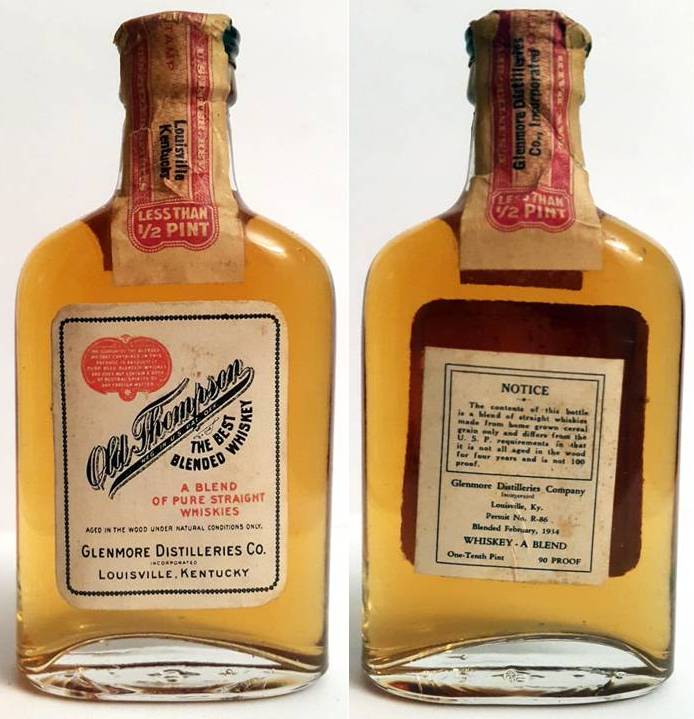 Louisville
Kentucky
LESS THAN
1/2 PINT
Old Thompson
THE BEST
BLENDED WHISKEY
A BLEND
OF PURE STRAIGHT
WHISKIES
AGED IN THE WOOD UNDER NATURAL CONDITIONS ONLY.
GLENMORE DISTILLERIES CO.
INCORPORATED
LOUISVILLE, KENTUCKY
Glenmore Distilleries
Co., Incorporated
LESS THAN
1/2 PINT
NOTICE
The contents of this bottle
is a blend of straight whiskies
made from home grown cereal
grain only and differs from the
U. S. P. requirements in that
it is not all aged in the wood
for four years and is not 100
proof.
Glenmore Distilleries Company
Incorporated
Louisville, Ky.
Permit No. R-86
Blended February, 1934
WHISKEY - A BLEND
One-Tenth Pint 90 PROOF